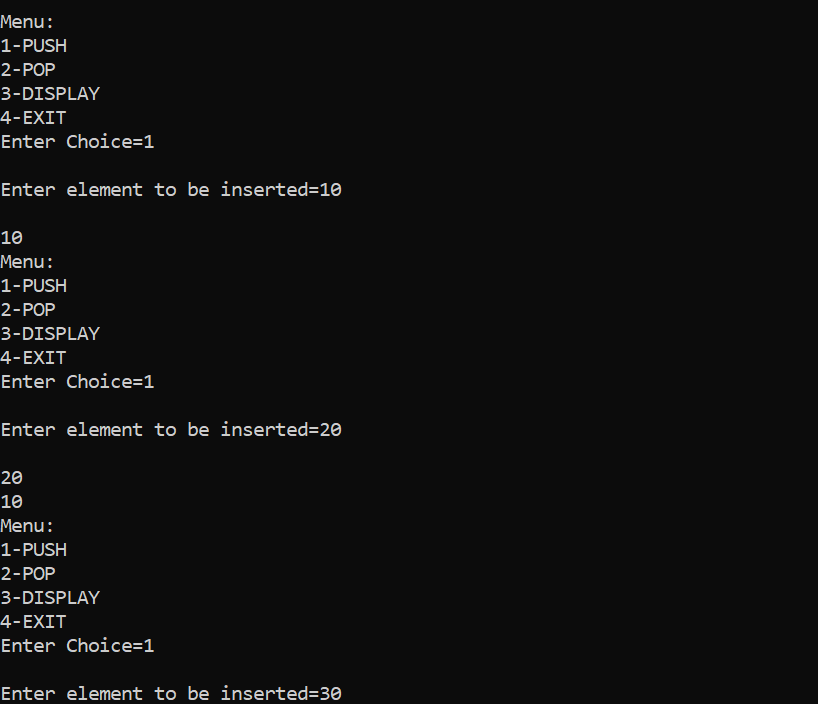 Menu:
1-PUSH
2-POP
3-DISPLAY
4-EXIT
Enter Choice=1
Enter element to be inserted=10
10
Menu:
1-PUSH
2-POP
3-DISPLAY
4-EXIT
Enter Choice=1
Enter element to be inserted=20
20
10
Menu:
1-PUSH
2-POP
3-DISPLAY
4-EXIT
Enter Choice=1
Enter element to be inserted=30